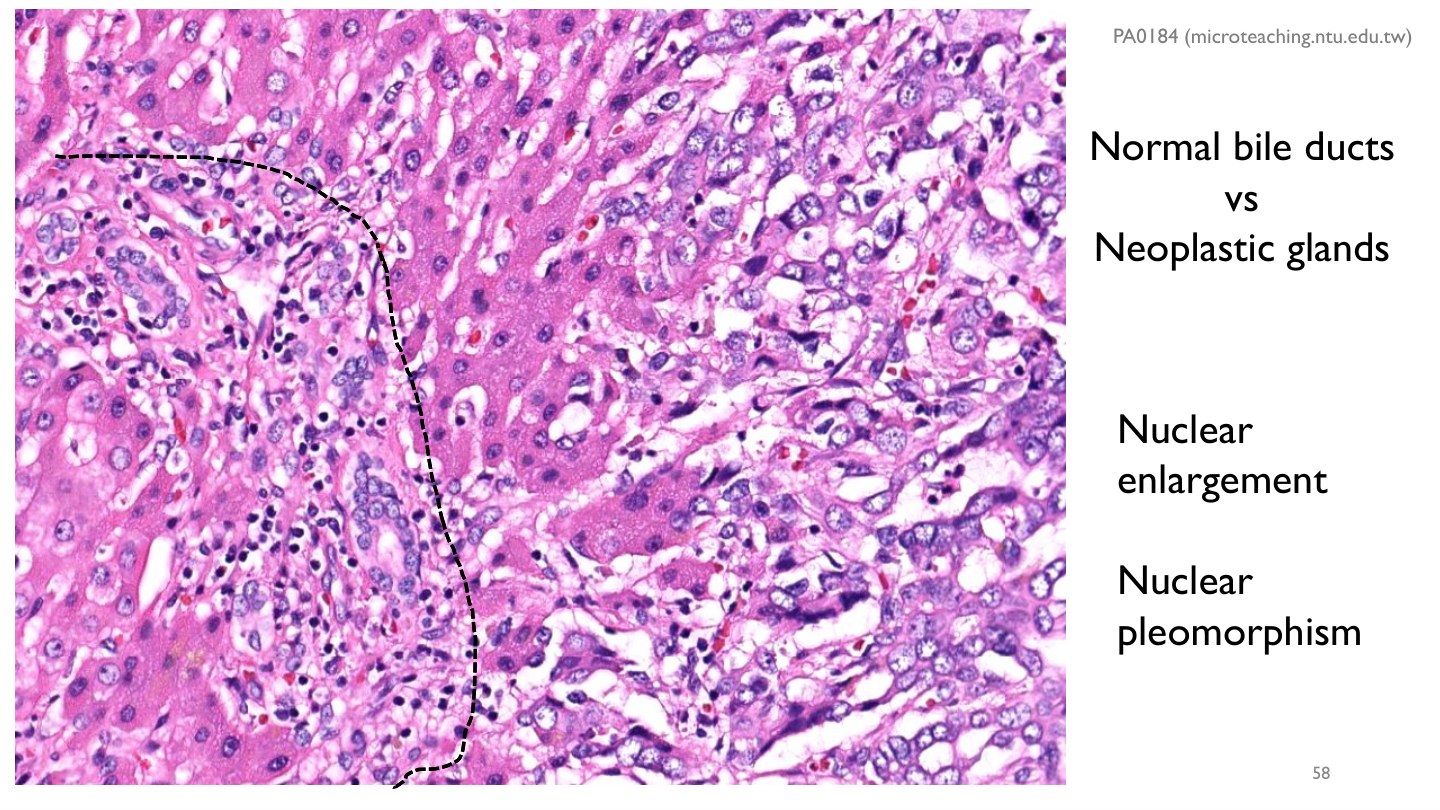 PA0184 (microteaching.ntu.edu.tw)
Normal bile ducts
vs
Neoplastic glands
Nuclear
enlargement
Nuclear
pleomorphism
58